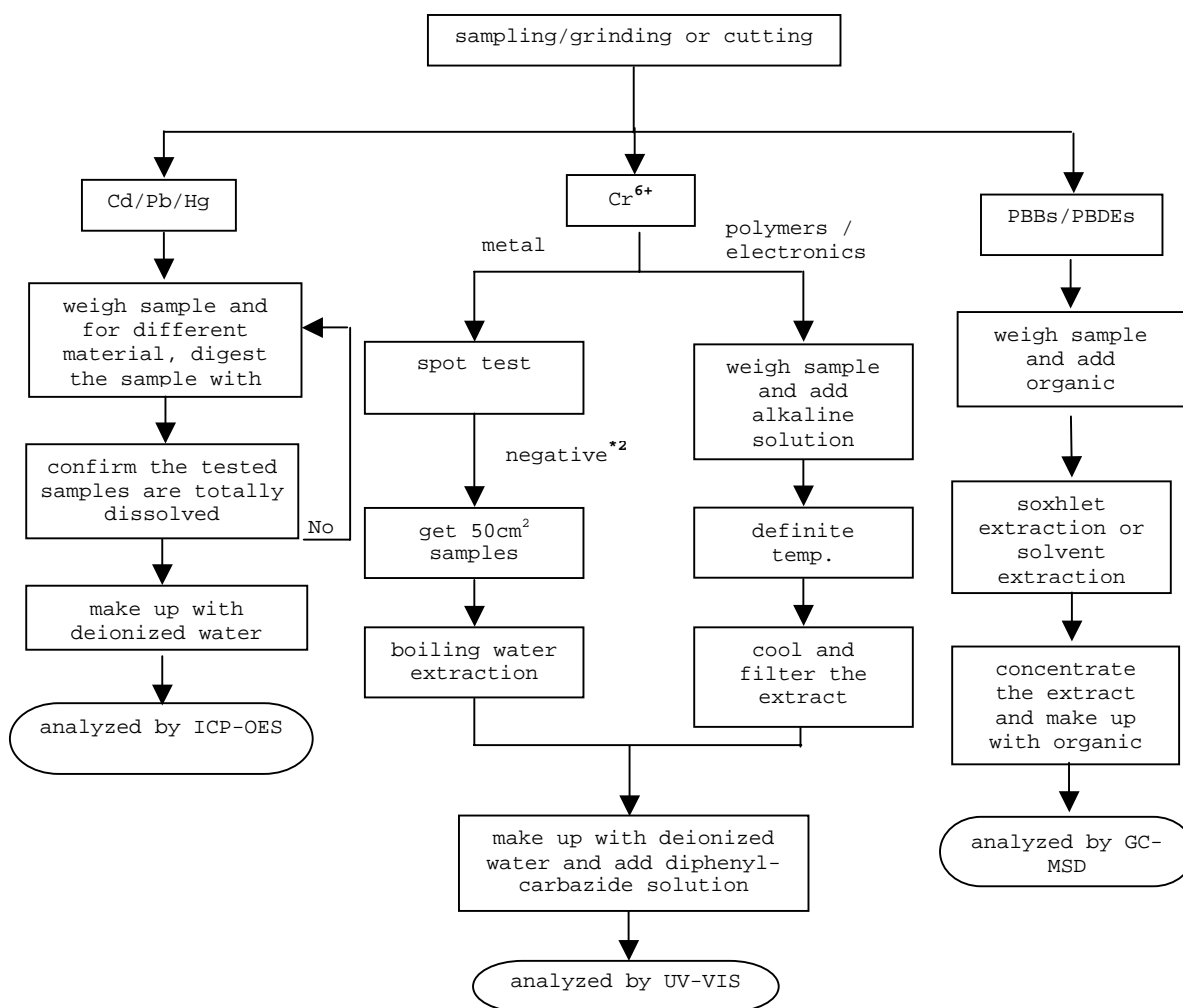 sampling/grinding or cutting
Cd/Pb/Hg
Cr6+
PBBs/PBDEs
metal
polymers /
electronics
weigh sample and
for different
material, digest
the sample with
spot test
weigh sample
and add
alkaline
solution
weigh sample
and add
organic
negative*2
confirm the tested
samples are totally
dissolved
No
get 50cm2
samples
definite
temp.
soxhlet
extraction or
solvent
extraction
make up with
deionized water
boiling water
extraction
cool and
filter the
extract
concentrate
the extract
and make up
with organic
analyzed by ICP-OES
make up with deionized
water and add diphenyl-
carbazide solution
analyzed by GC-
MSD
analyzed by UV-VIS